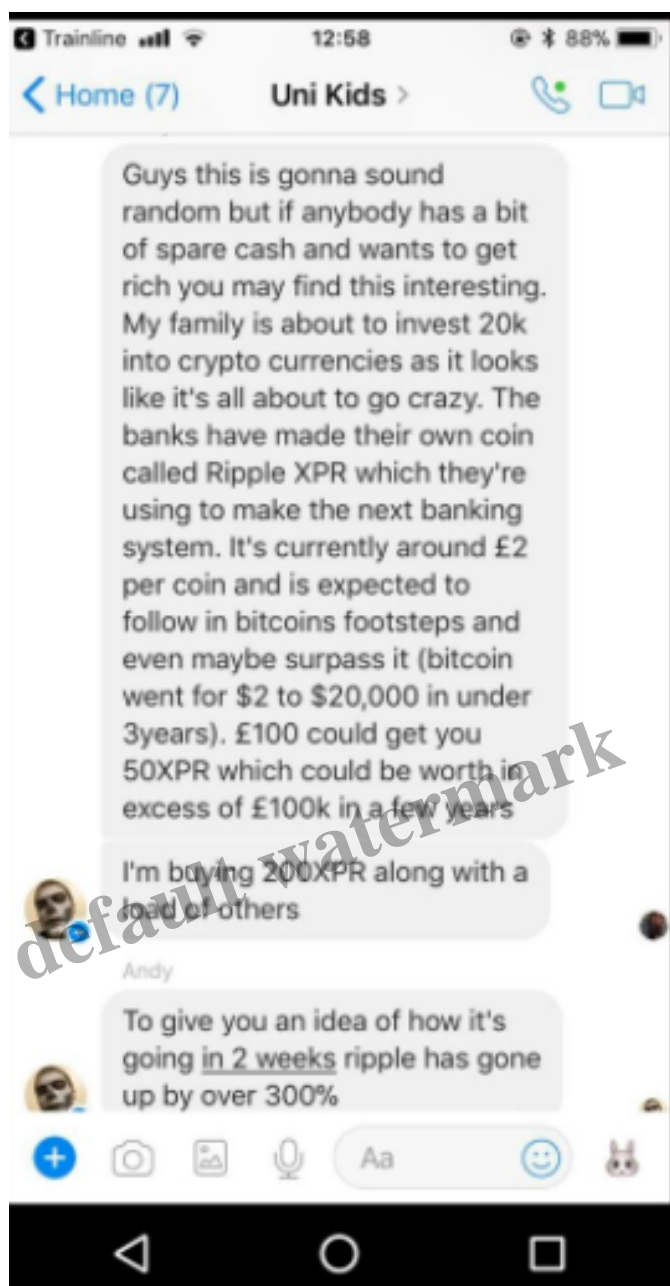 Trainline
12:58
88%
Home (7)
Uni Kids >
Guys this is gonna sound
random but if anybody has a bit
of spare cash and wants to get
rich you may find this interesting.
My family is about to invest 20k
into crypto currencies as it looks
like it's all about to go crazy. The
banks have made their own coin
called Ripple XPR which they're
using to make the next banking
system. It's currently around £2
per coin and is expected to
follow in bitcoins footsteps and
even maybe surpass it (bitcoin
went for $2 to $20,000 in under
3years). £100 could get you
50XPR which could be worth in
excess of £100k in a few years
I'm buying 200XPR along with a
load of others
default watermark
Andy
To give you an idea of how it's
going in 2 weeks ripple has gone
up by over 300%
Aa